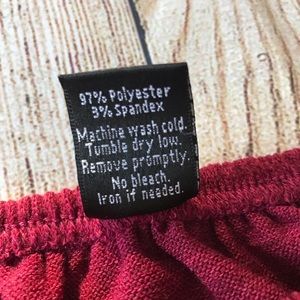 97% Polyester
3% Spandex
Machine wash cold.
Tumble dry low.
Remove promptly.
No bleach.
Iron if needed.